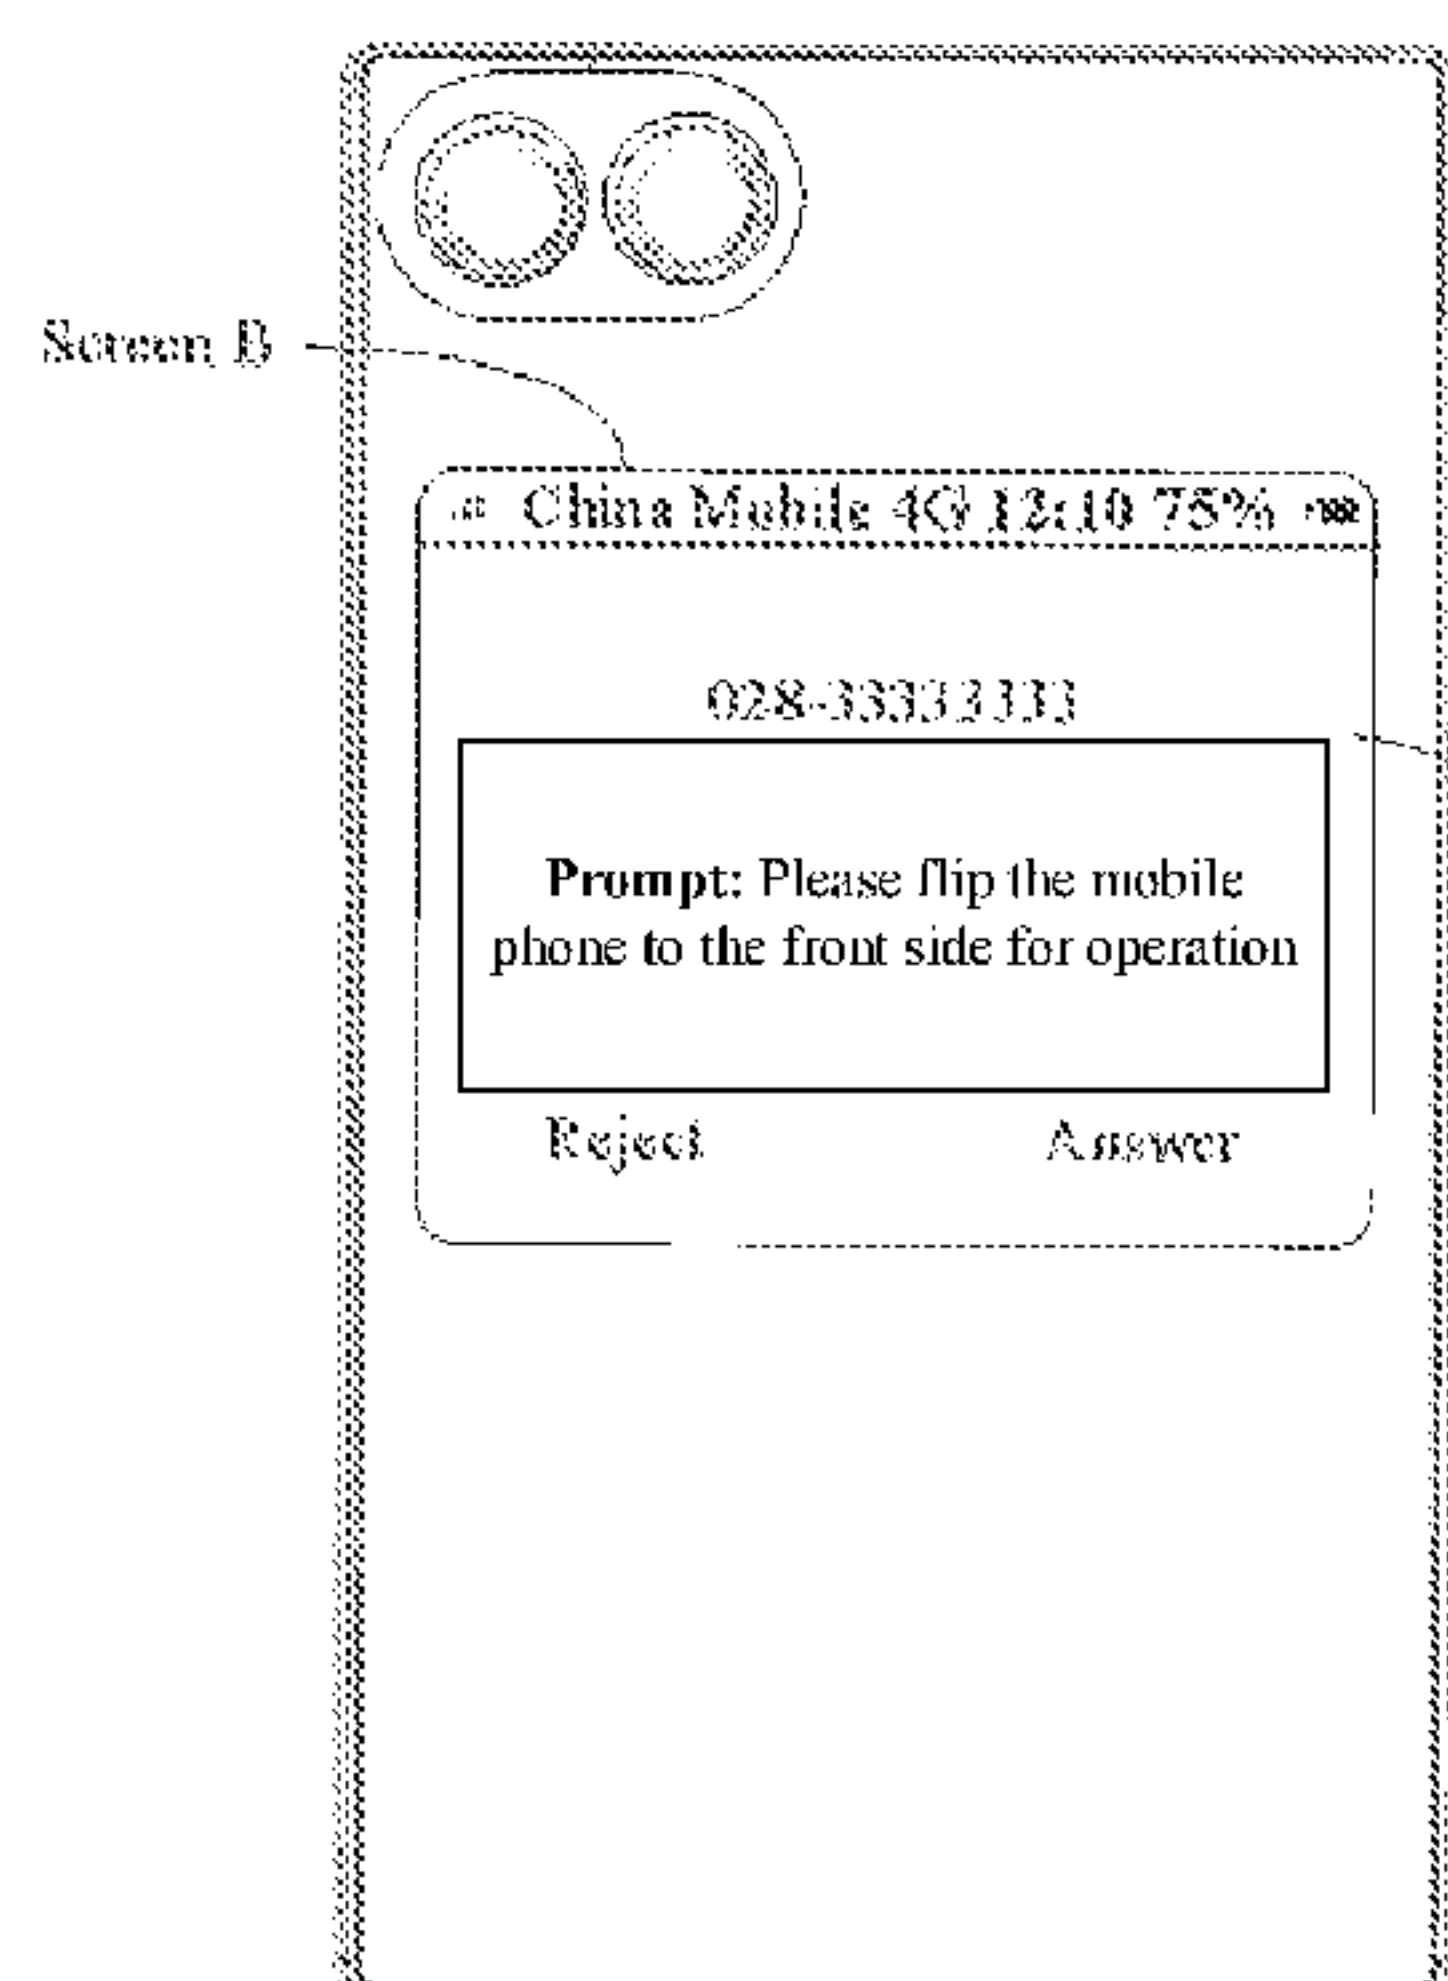 Screen B
China Mobile 4G 12:10 75%
028-33333333
Prompt: Please flip the mobile
phone to the front side for operation
Reject
Answer